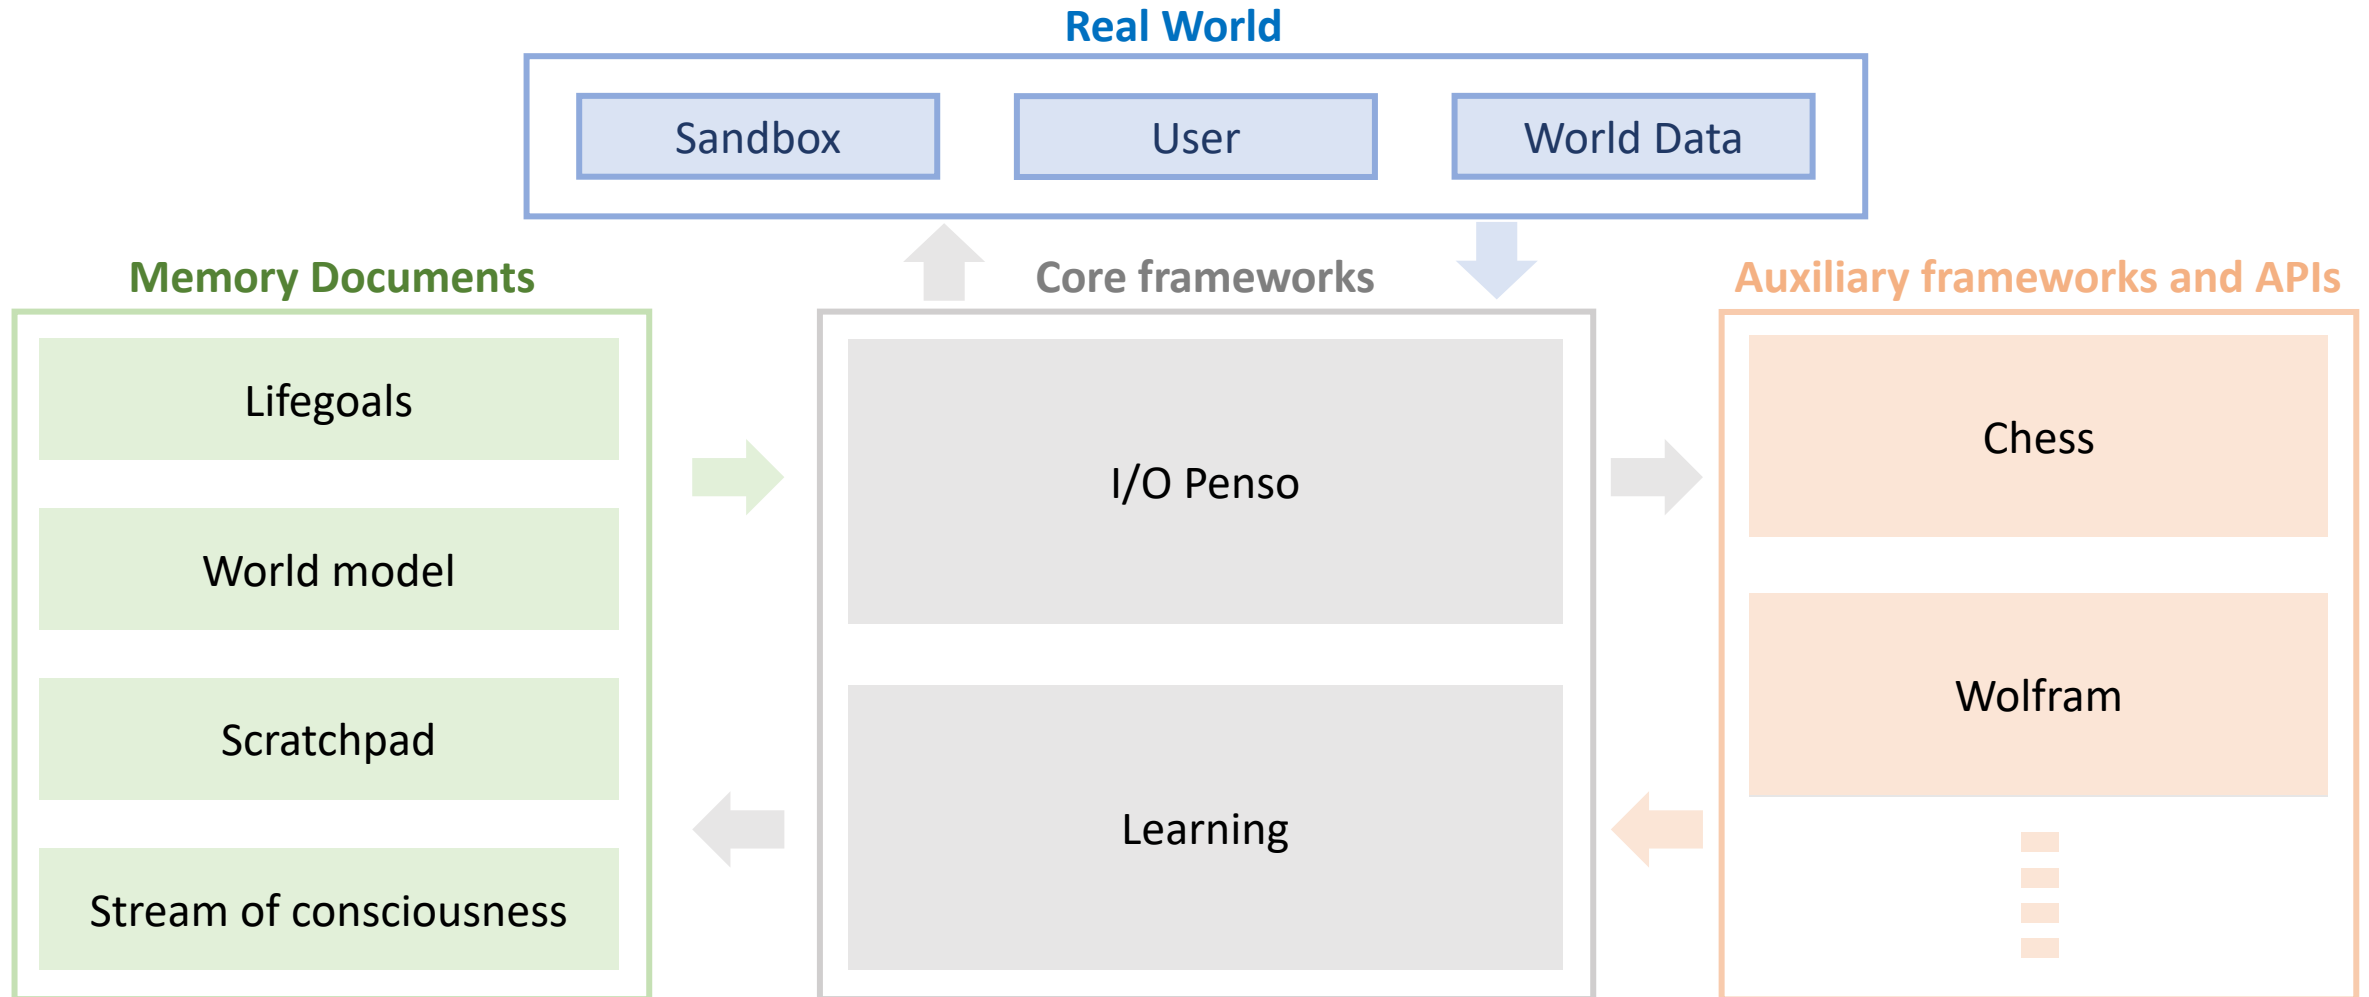 Real World
Sandbox
User
World Data
Memory Documents
Lifegoals
World model
Scratchpad
Stream of consciousness
Core frameworks
I/O Penso
Learning
Auxiliary frameworks and APIs
Chess
Wolfram